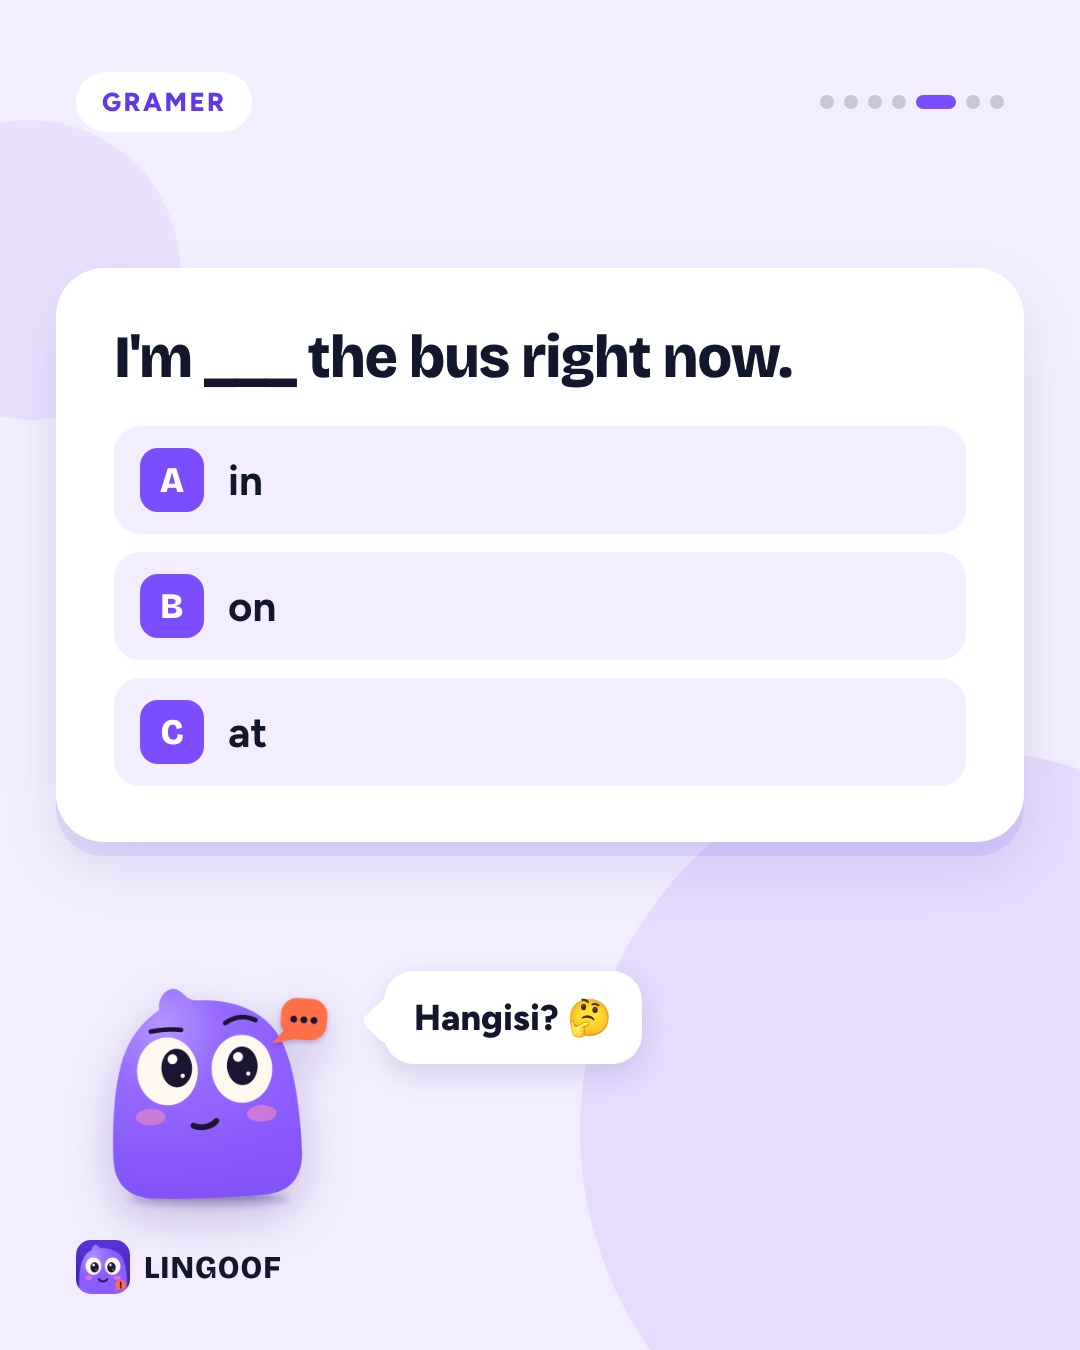 GRAMER
I'm ___ the bus right now.
A in
B on
C at
Hangisi? 🤔
LINGOOF